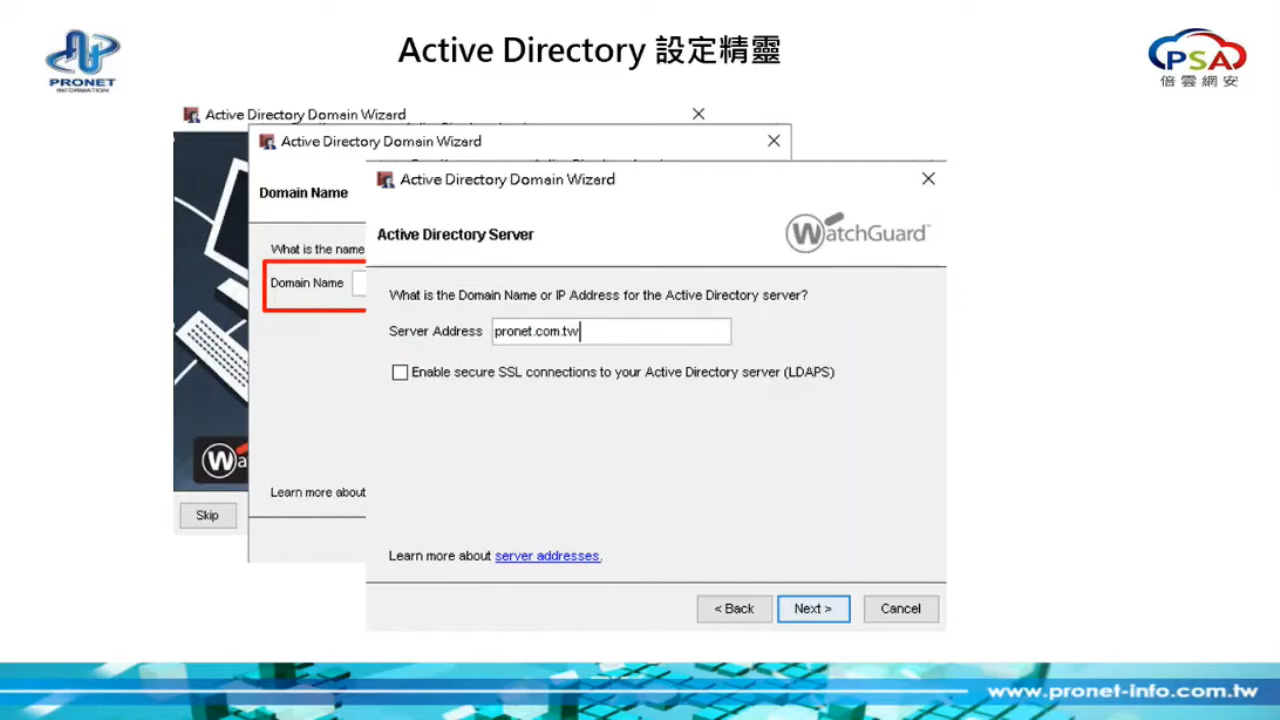 Active Directory 設定精靈
PRONET
INFORMATION
PSA
倍雲網安
Active Directory Domain Wizard
Active Directory Domain Wizard
Domain Name
What is the name
Domain Name
Learn more about
Skip
Active Directory Domain Wizard
Active Directory Server
WatchGuard
What is the Domain Name or IP Address for the Active Directory server?
Server Address pronet.com.tw
Enable secure SSL connections to your Active Directory server (LDAPS)
Learn more about server addresses.
< Back Next > Cancel
www.pronet-info.com.tw